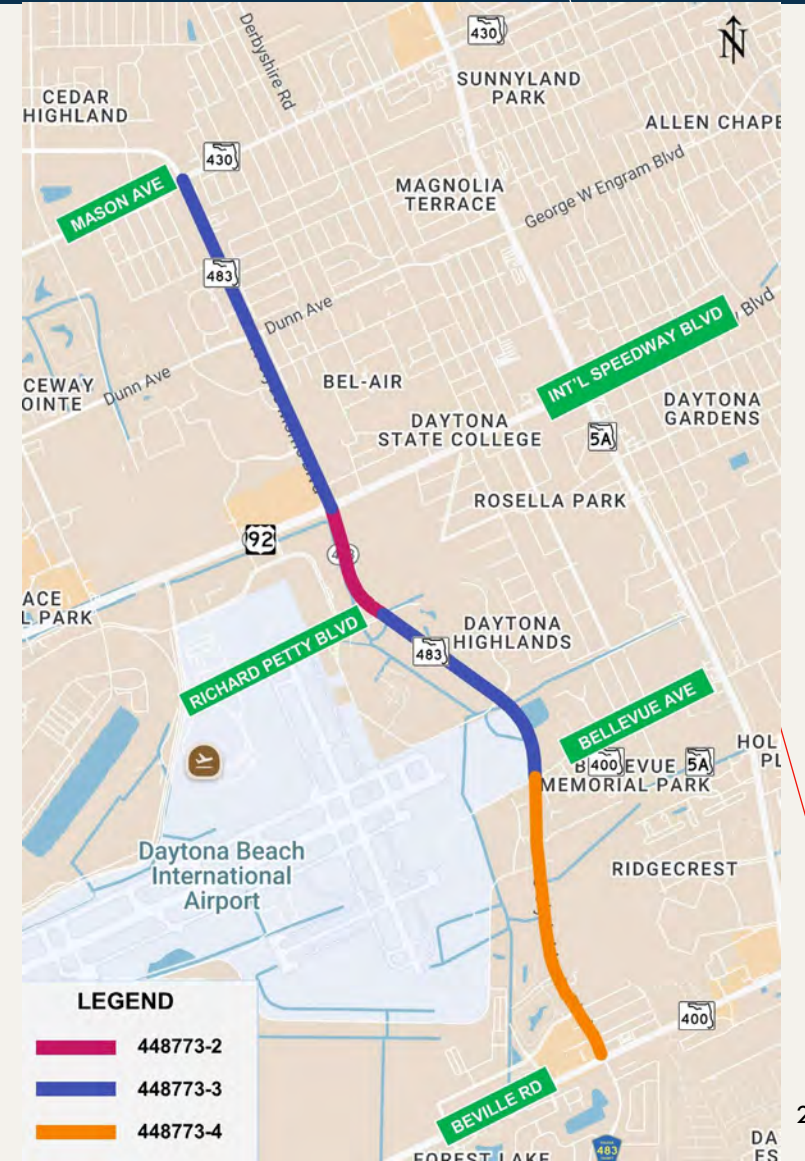 N
430
Derbyshire Rd
SUNNYLAND
PARK
CEDAR
HIGHLAND
ALLEN CHAPE
430
MASON AVE
MAGNOLIA
TERRACE
George W Engram Blvd
483
Dunn Ave
INT'L SPEEDWAY BLVD
Blvd
Dunn Ave
CEWAY
OINTE
BEL-AIR
DAYTONA
STATE COLLEGE
DAYTONA
GARDENS
5A
ROSELLA PARK
92
ACE
L PARK
RICHARD PETTY BLVD
DAYTONA
HIGHLANDS
483
BELLEVUE AVE
400
5A
HOL
PL
MEMORIAL PARK
Daytona Beach
International
Airport
RIDGECREST
LEGEND
448773-2
448773-3
448773-4
400
BEVILLE RD
483
FOREST LAKE
DA
ES
2